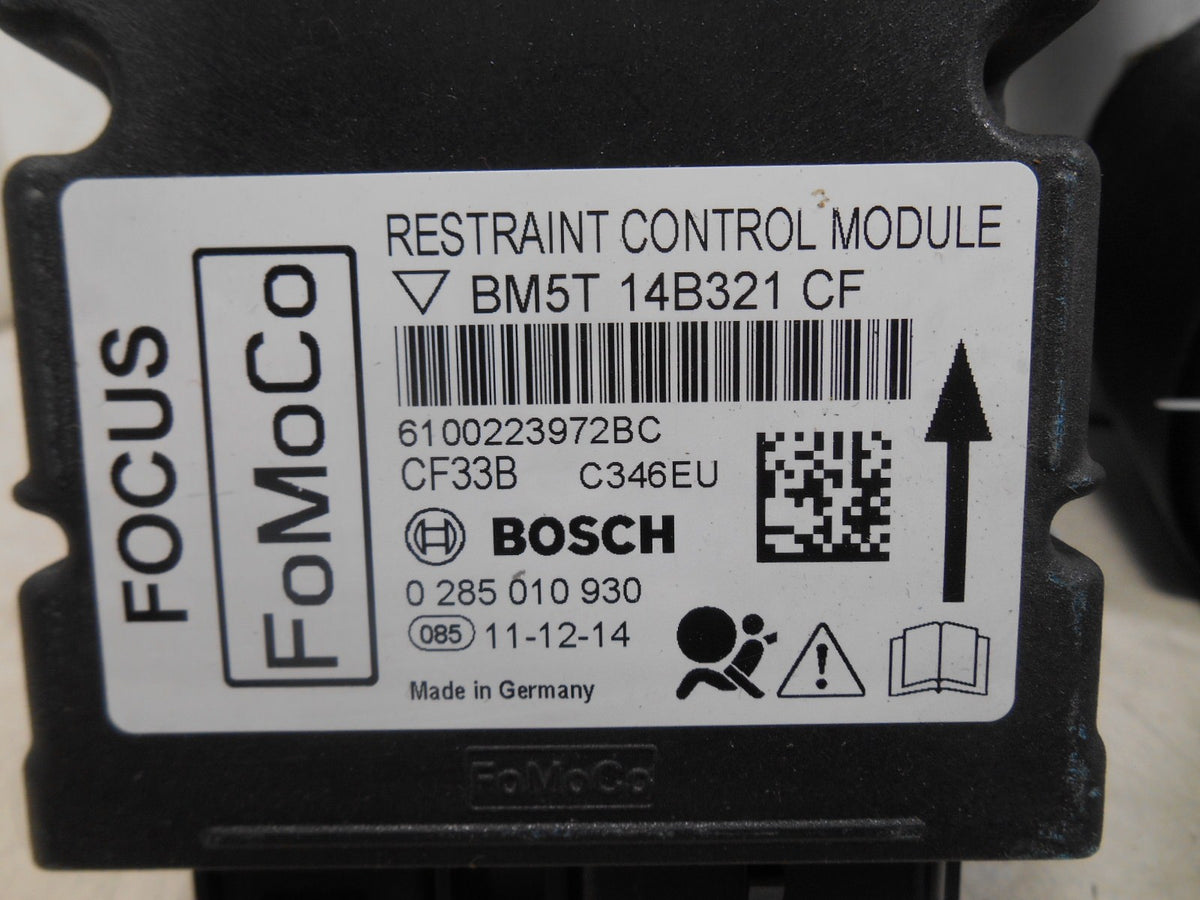 RESTRAINT CONTROL MODULE
BM5T 14B321 CF
6100223972BC
CF33B C346EU
BOSCH
0 285 010 930
085 11-12-14
Made in Germany
FOCUS
FoMoCo
FoMoCo